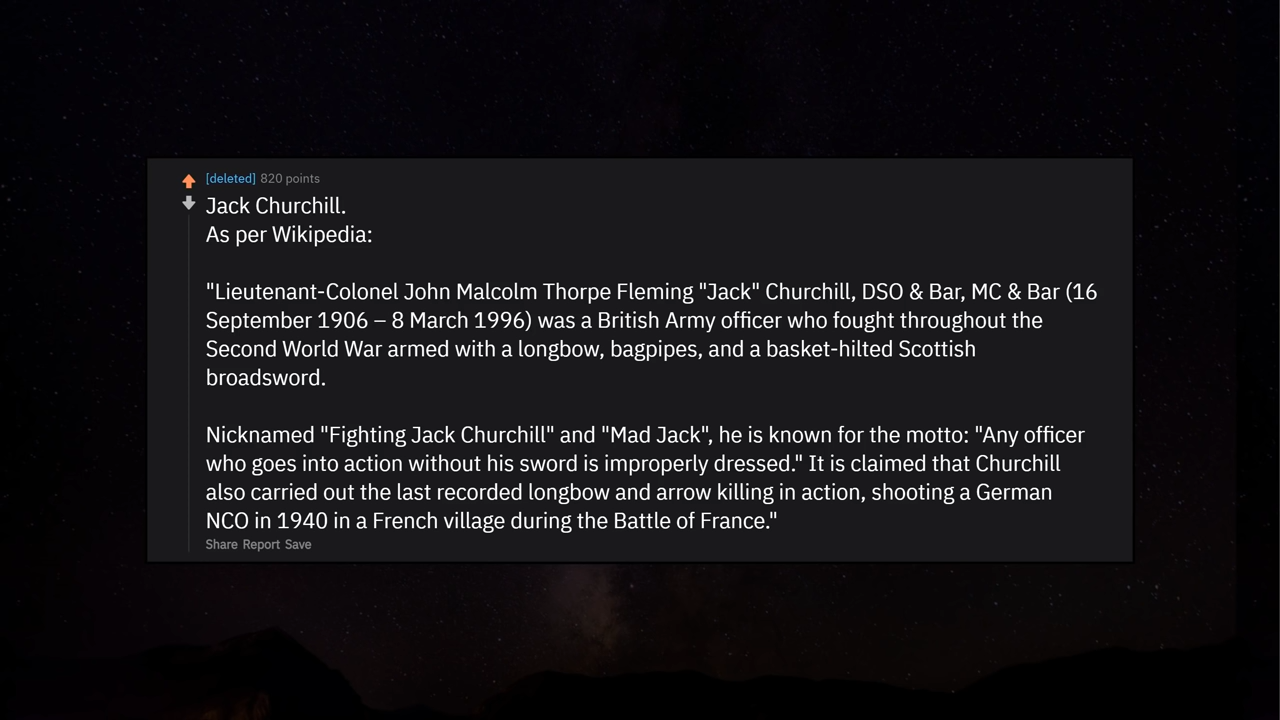 [deleted] 820 points
Jack Churchill.
As per Wikipedia:
"Lieutenant-Colonel John Malcolm Thorpe Fleming "Jack" Churchill, DSO & Bar, MC & Bar (16
September 1906 – 8 March 1996) was a British Army officer who fought throughout the
Second World War armed with a longbow, bagpipes, and a basket-hilted Scottish
broadsword.
Nicknamed "Fighting Jack Churchill" and "Mad Jack", he is known for the motto: "Any officer
who goes into action without his sword is improperly dressed." It is claimed that Churchill
also carried out the last recorded longbow and arrow killing in action, shooting a German
NCO in 1940 in a French village during the Battle of France."
Share Report Save